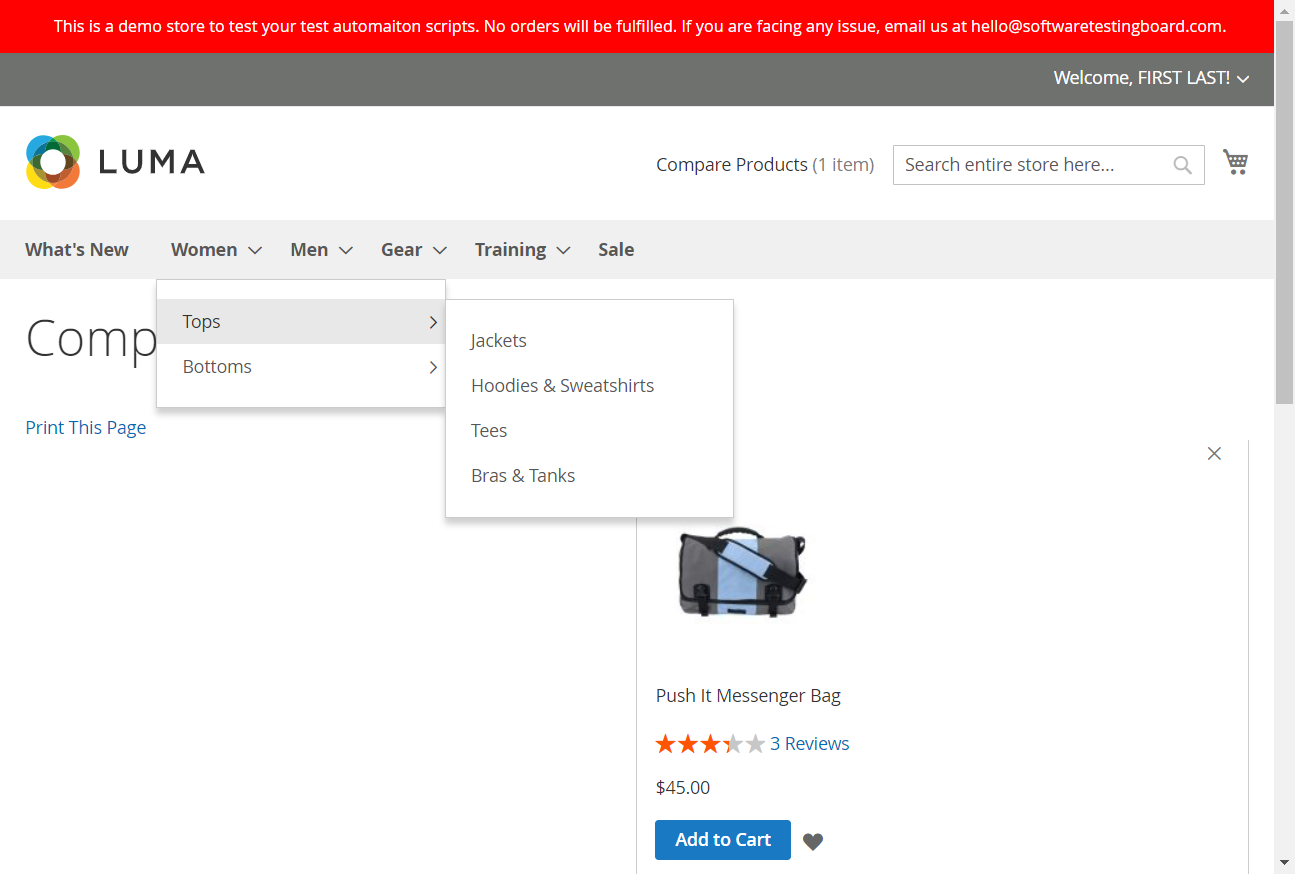 This is a demo store to test your test automaiton scripts. No orders will be fulfilled. If you are facing any issue, email us at hello@softwaretestingboard.com.
Welcome, FIRST LAST!
LUMA
Compare Products (1 item)
Search entire store here...
What's New
Women
Men
Gear
Training
Sale
Comp
Tops
Bottoms
Jackets
Hoodies & Sweatshirts
Tees
Bras & Tanks
Print This Page
Push It Messenger Bag
3 Reviews
$45.00
Add to Cart